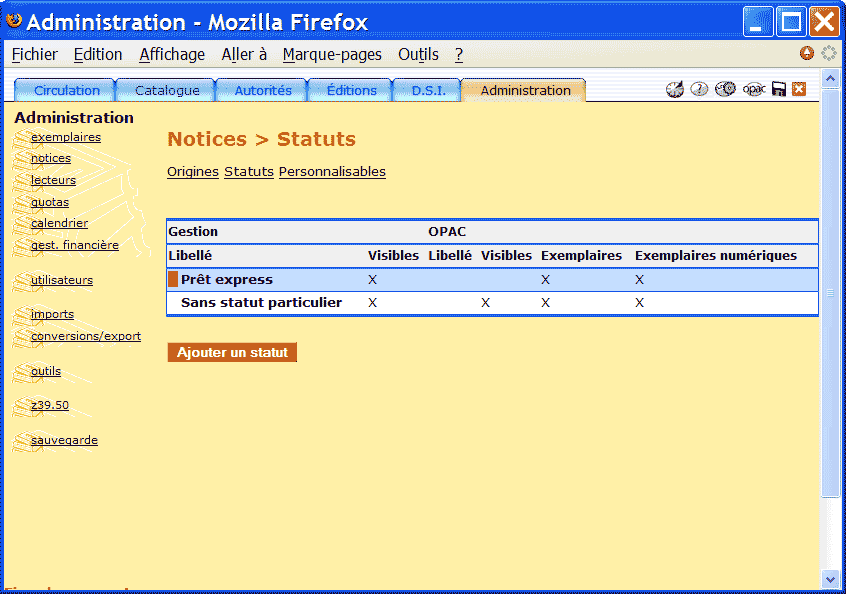 Administration - Mozilla Firefox
Fichier Edition Affichage Aller à Marque-pages Outils ?
Circulation Catalogue Autorités Éditions D.S.I. Administration opac
Administration
exemplaires
notices
lecteurs
quotas
calendrier
gest. financière
utilisateurs
imports
conversions/export
outils
z39.50
sauvegarde
Notices > Statuts
Origines Statuts Personnalisables
Gestion OPAC
Libellé Visibles Libellé Visibles Exemplaires Exemplaires numériques
Prêt express X X X
Sans statut particulier X X X X
Ajouter un statut